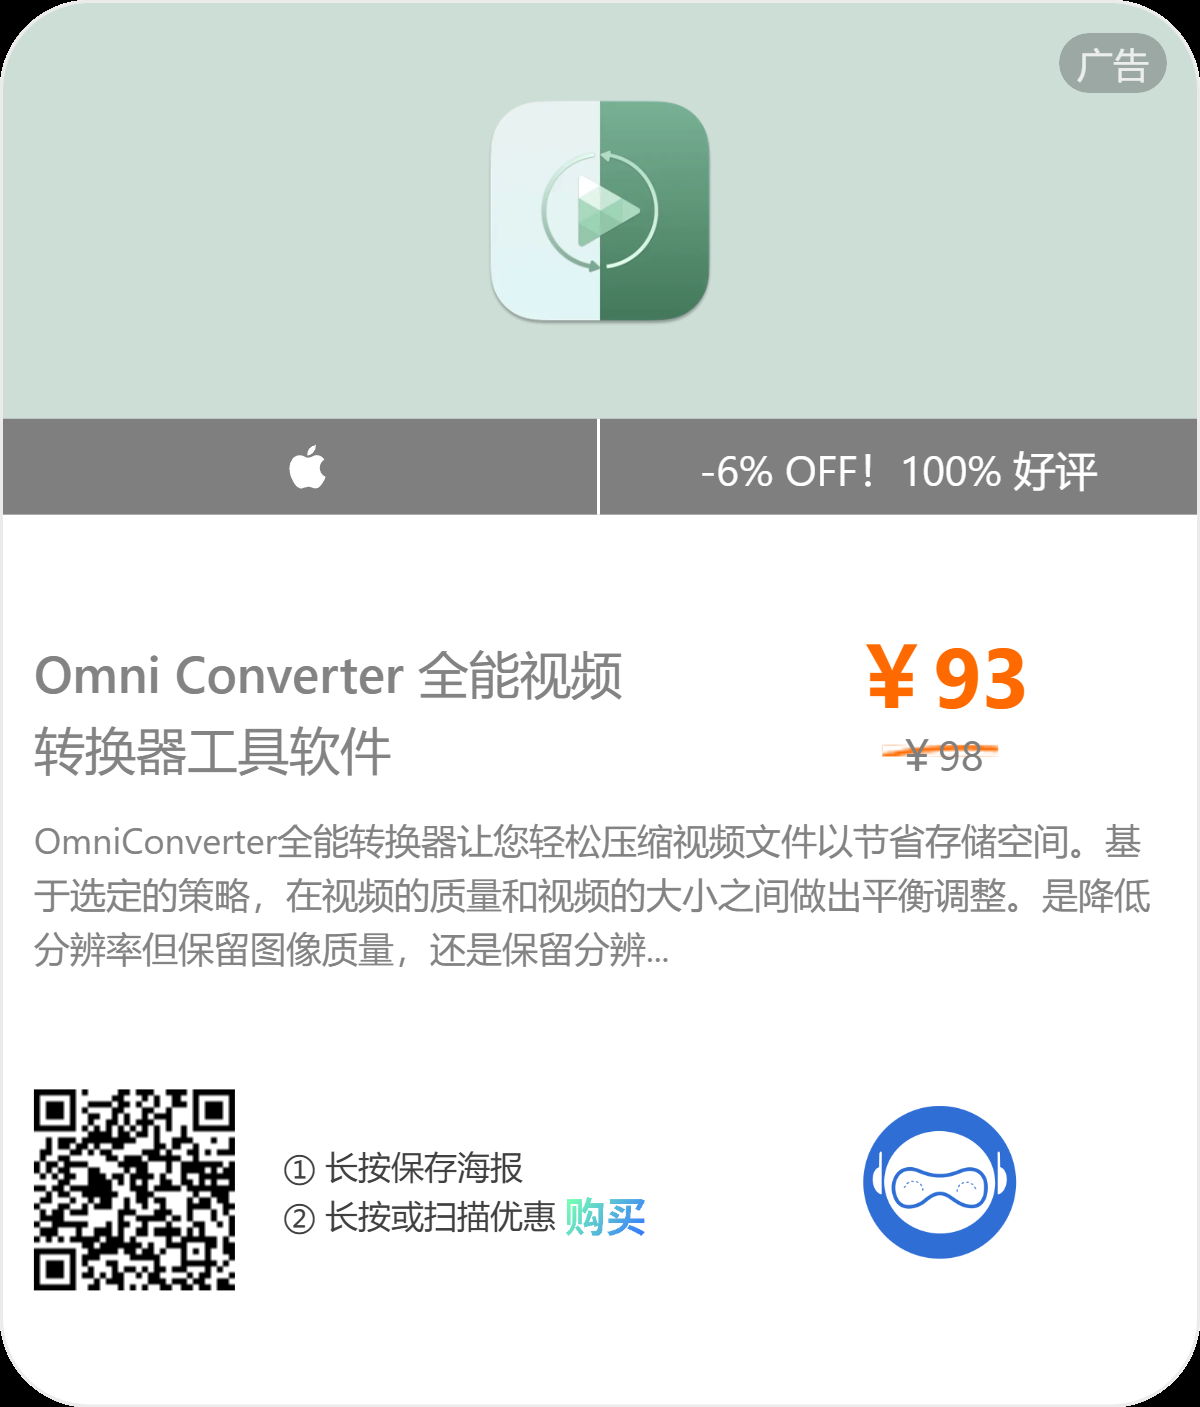 广告
-6% OFF！100% 好评
Omni Converter 全能视频
转换器工具软件
￥93
￥98
OmniConverter全能转换器让您轻松压缩视频文件以节省存储空间。基
于选定的策略，在视频的质量和视频的大小之间做出平衡调整。是降低
分辨率但保留图像质量，还是保留分辨...
① 长按保存海报
② 长按或扫描优惠 购买